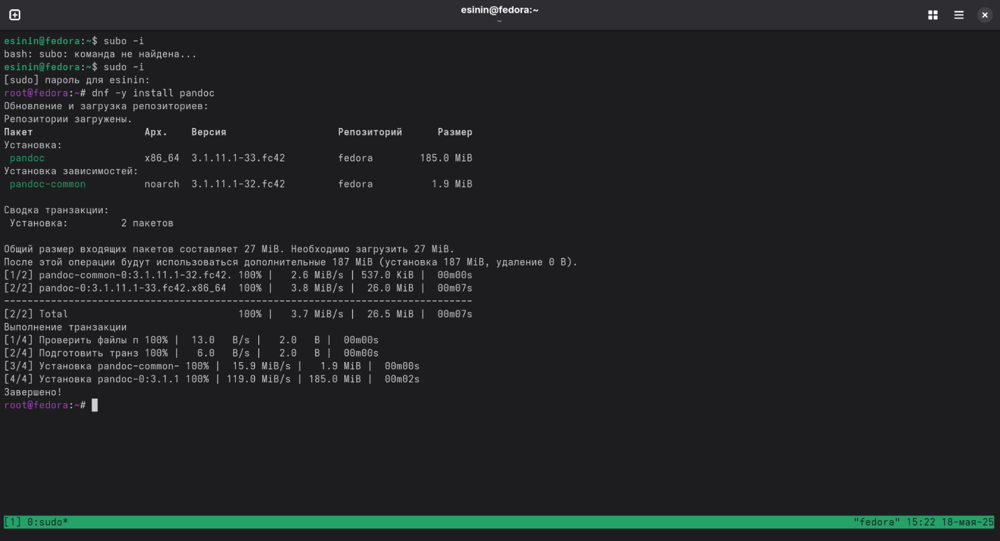 esinin@fedora:~
~
esinin@fedora:~$ subo -i
bash: subo: команда не найдена...
esinin@fedora:~$ sudo -i
[sudo] пароль для esinin:
root@fedora:~# dnf -y install pandoc
Обновление и загрузка репозиториев:
Репозитории загружены.
Пакет Арх. Версия Репозиторий Размер
Установка:
pandoc x86_64 3.1.11.1-33.fc42 fedora 185.0 MiB
Установка зависимостей:
pandoc-common noarch 3.1.11.1-32.fc42 fedora 1.9 MiB
Сводка транзакции:
Установка: 2 пакетов
Общий размер входящих пакетов составляет 27 MiB. Необходимо загрузить 27 MiB.
После этой операции будут использоваться дополнительные 187 MiB (установка 187 MiB, удаление 0 B).
[1/2] pandoc-common-0:3.1.11.1-32.fc42. 100% | 2.6 MiB/s | 537.0 KiB | 00m00s
[2/2] pandoc-0:3.1.11.1-33.fc42.x86_64 100% | 3.8 MiB/s | 26.0 MiB | 00m07s
--------------------------------------------------------------------------------
[2/2] Total 100% | 3.7 MiB/s | 26.5 MiB | 00m07s
Выполнение транзакции
[1/4] Проверить файлы п 100% | 13.0 B/s | 2.0 B | 00m00s
[2/4] Подготовить транз 100% | 6.0 B/s | 2.0 B | 00m00s
[3/4] Установка pandoc-common- 100% | 15.9 MiB/s | 1.9 MiB | 00m00s
[4/4] Установка pandoc-0:3.1.1 100% | 119.0 MiB/s | 185.0 MiB | 00m02s
Завершено!
root@fedora:~#
[1] 0:sudo* "fedora" 15:22 18-мая-25